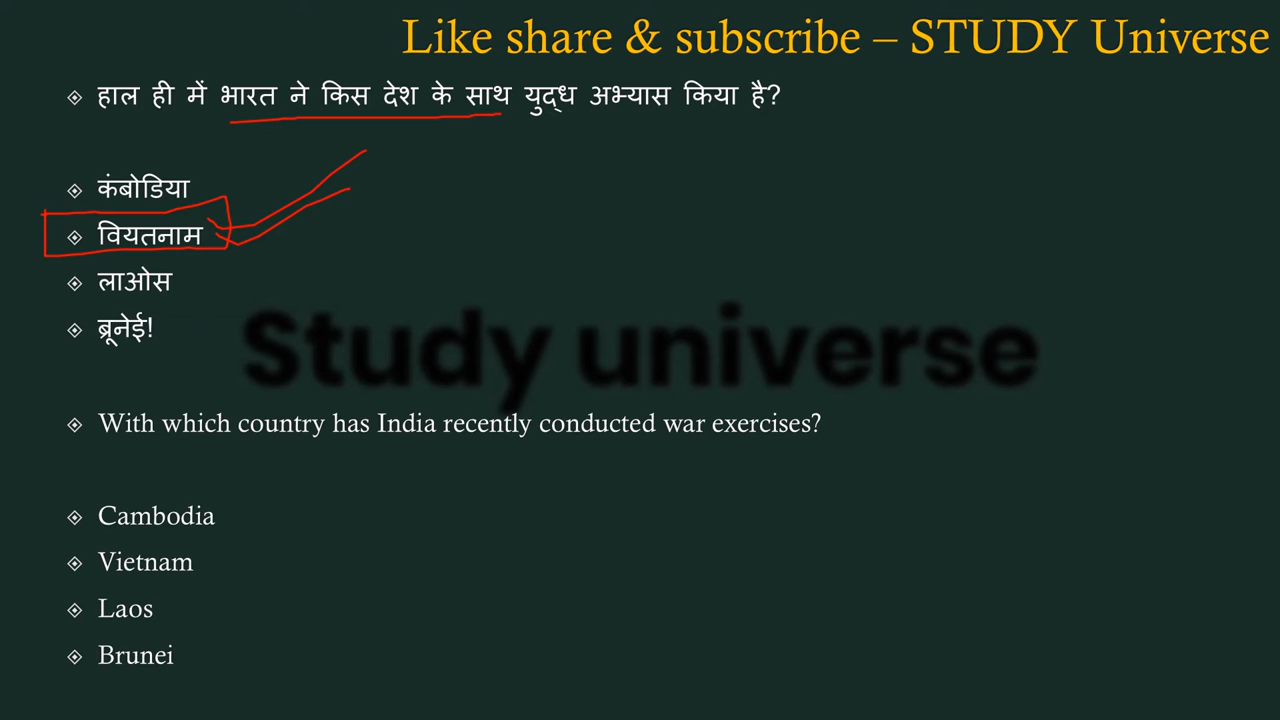 Like share & subscribe – STUDY Universe
हाल ही में भारत ने किस देश के साथ युद्ध अभ्यास किया है?
कंबोडिया
वियतनाम
लाओस
ब्रूनेई!
Study universe
With which country has India recently conducted war exercises?
Cambodia
Vietnam
Laos
Brunei